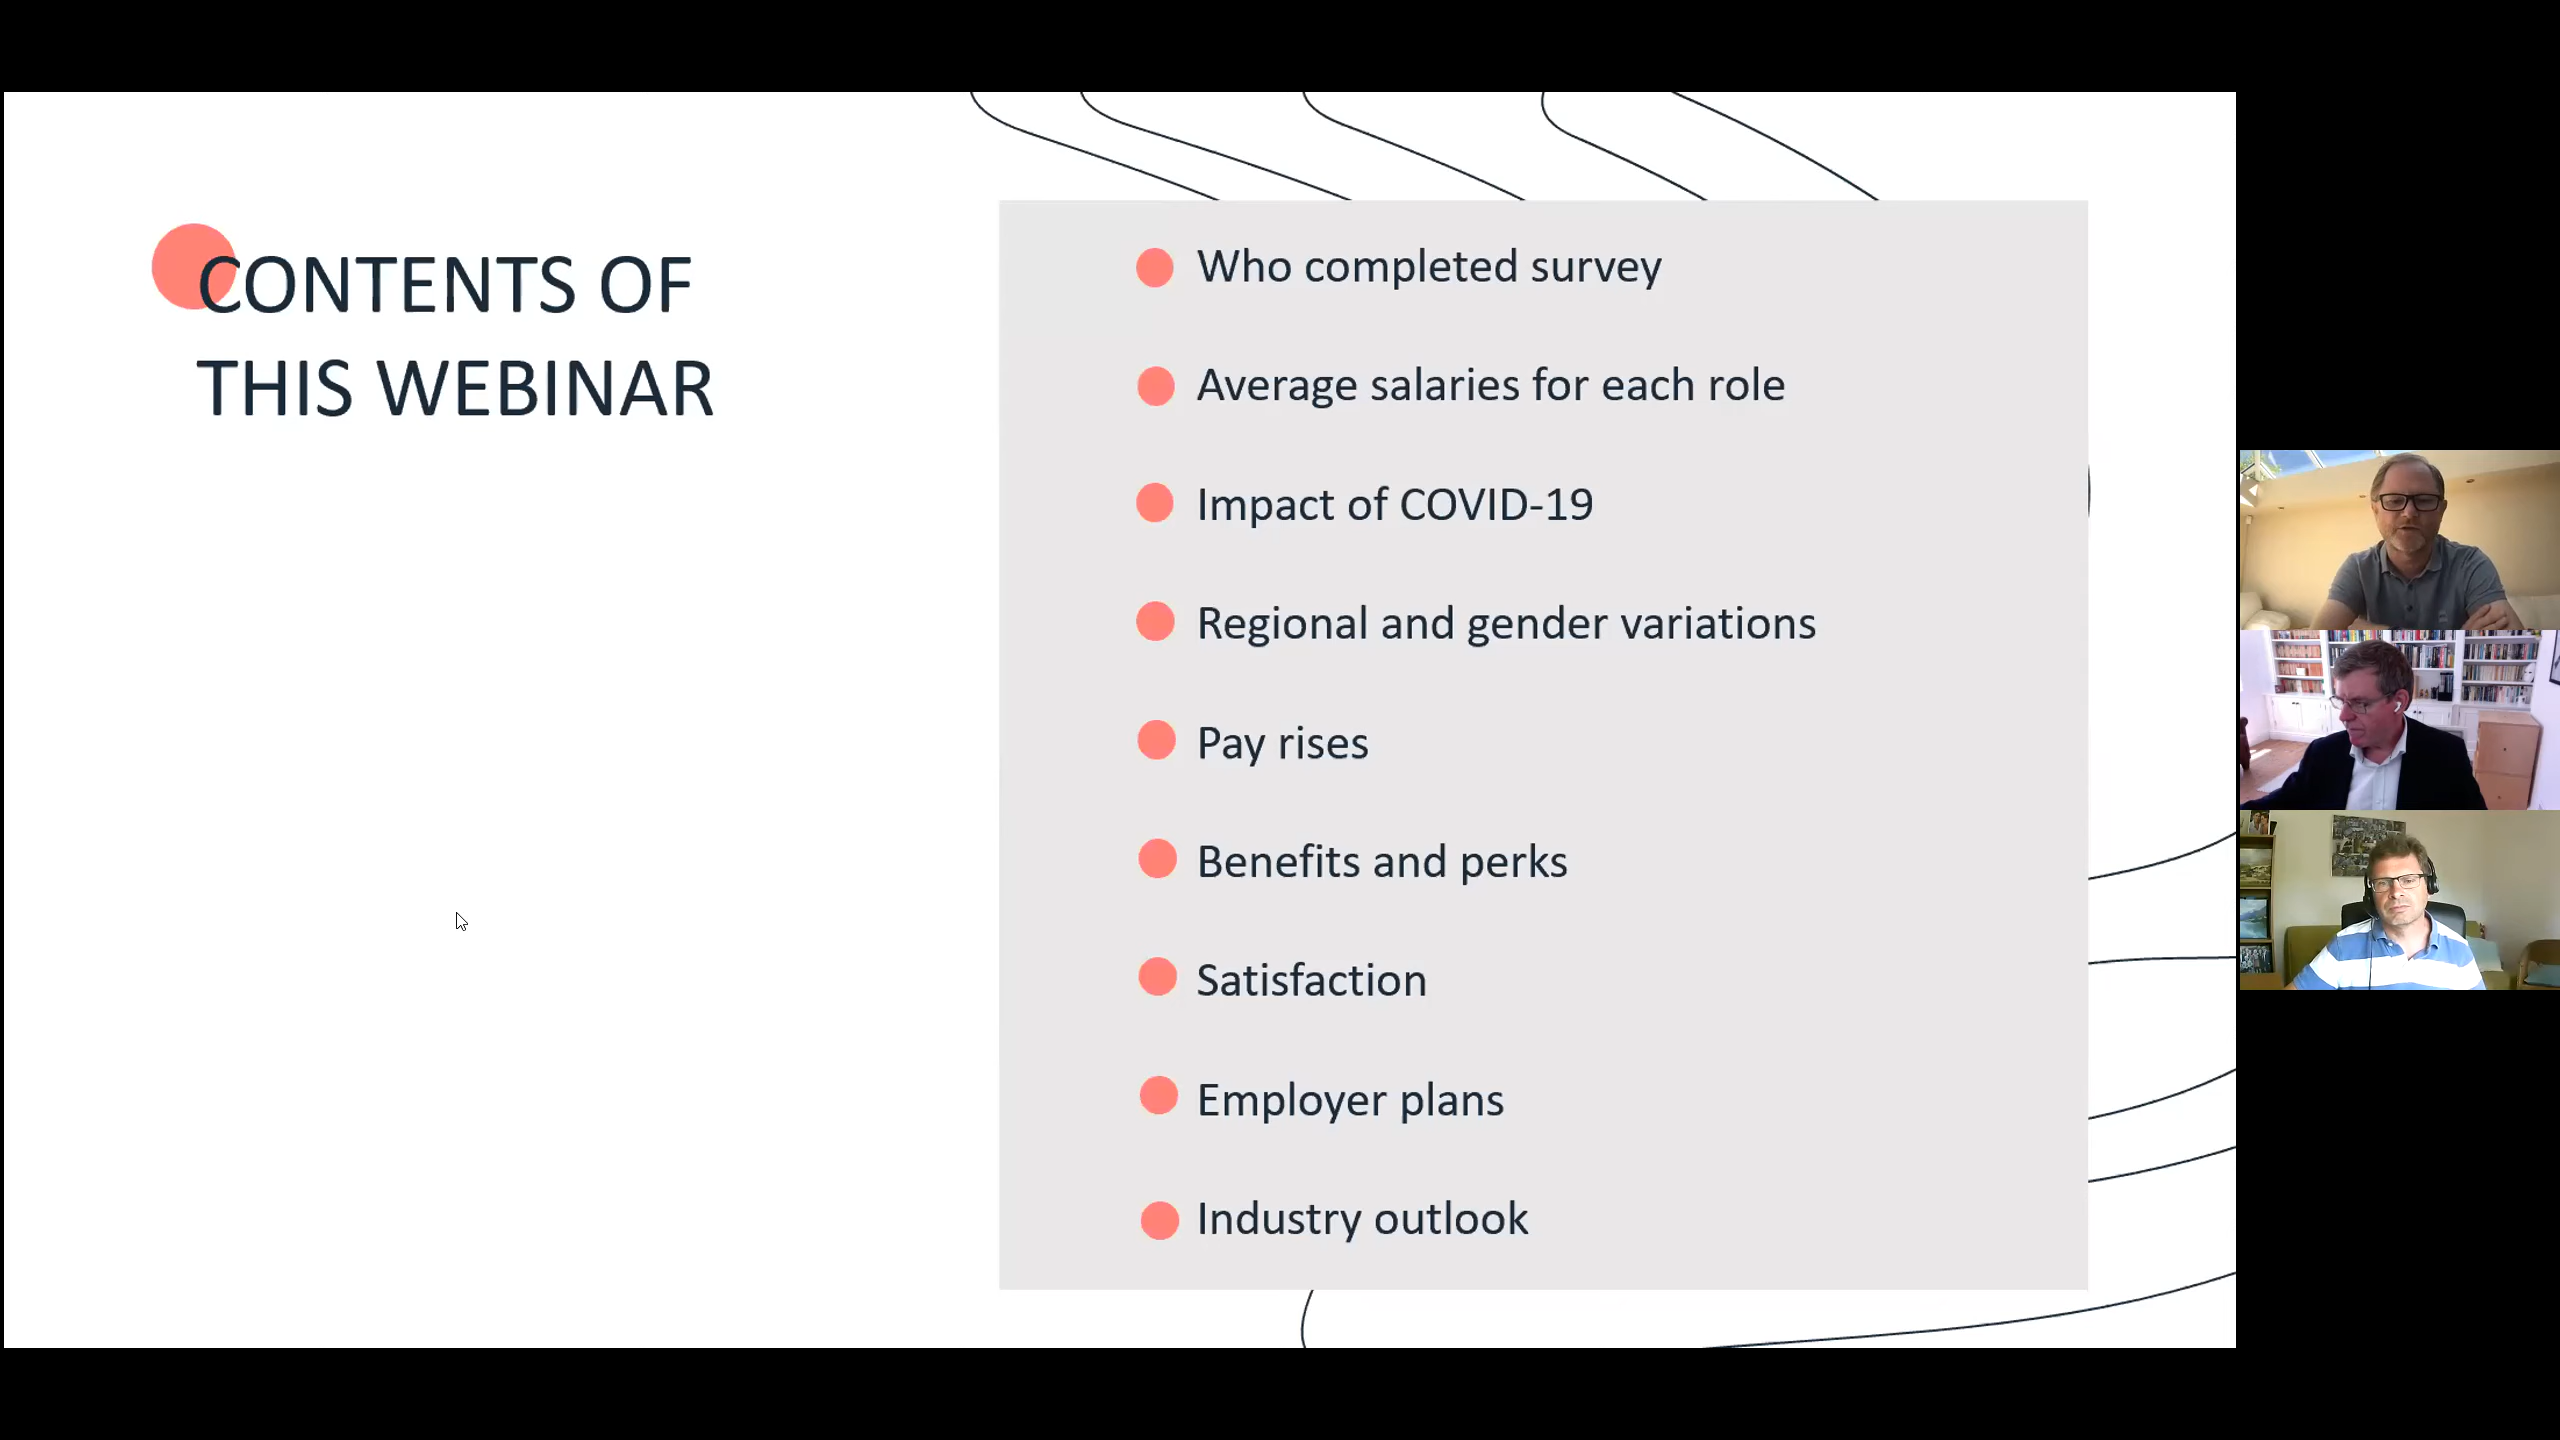 CONTENTS OF
THIS WEBINAR
Who completed survey
Average salaries for each role
Impact of COVID-19
Regional and gender variations
Pay rises
Benefits and perks
Satisfaction
Employer plans
Industry outlook